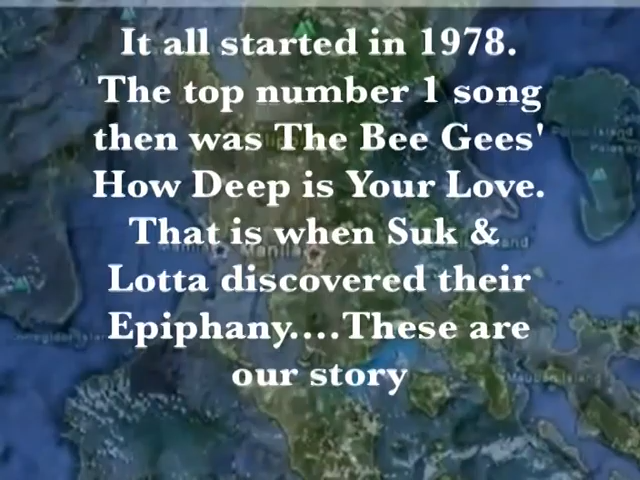 It all started in 1978.
The top number 1 song
then was The Bee Gees'
How Deep is Your Love.
That is when Suk &
Lotta discovered their
Epiphany....These are
our story